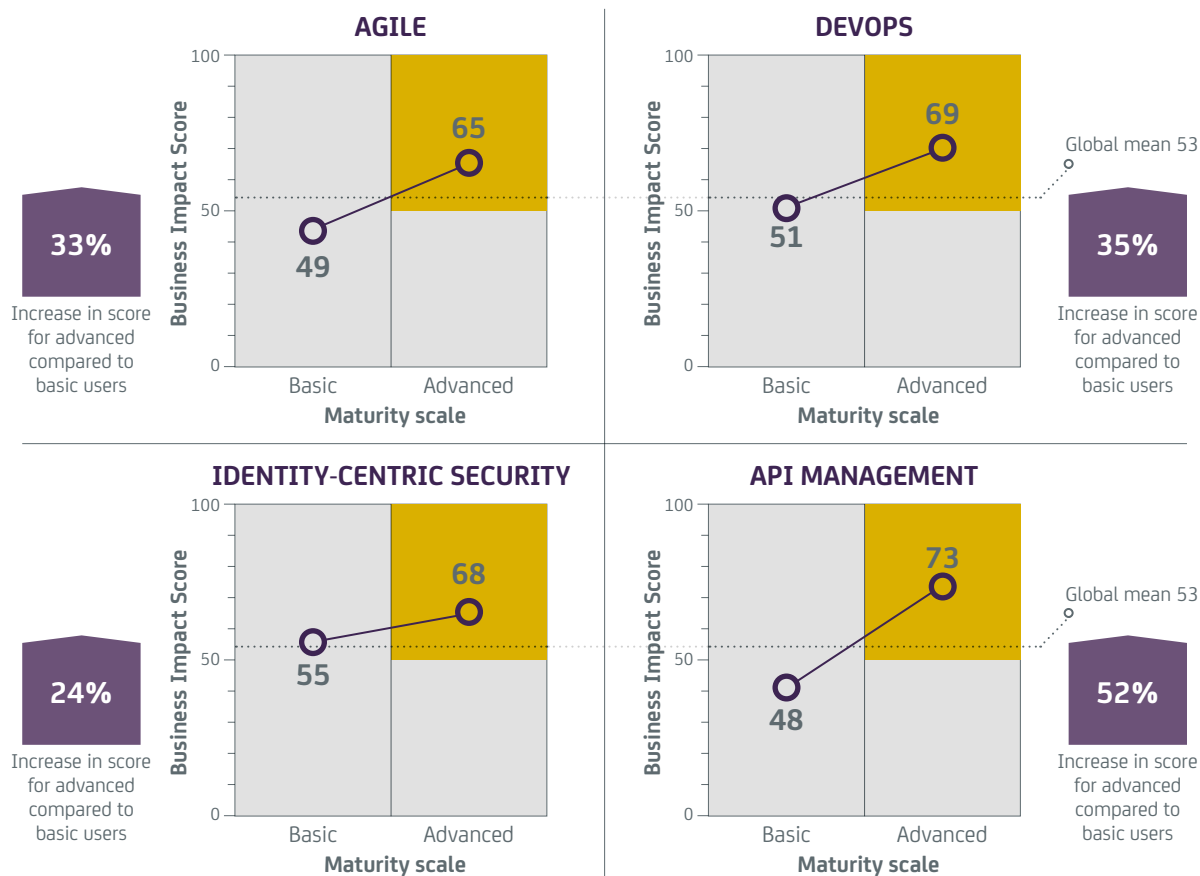 AGILE
100
50
0
Business Impact Score
65
49
Basic
Advanced
Maturity scale
33%
Increase in score
for advanced
compared to
basic users
DEVOPS
100
50
0
Business Impact Score
69
51
Basic
Advanced
Maturity scale
Global mean 53
35%
Increase in score
for advanced
compared to
basic users
IDENTITY-CENTRIC SECURITY
100
50
0
Business Impact Score
68
55
Basic
Advanced
Maturity scale
24%
Increase in score
for advanced
compared to
basic users
API MANAGEMENT
100
50
0
Business Impact Score
73
48
Basic
Advanced
Maturity scale
Global mean 53
52%
Increase in score
for advanced
compared to
basic users